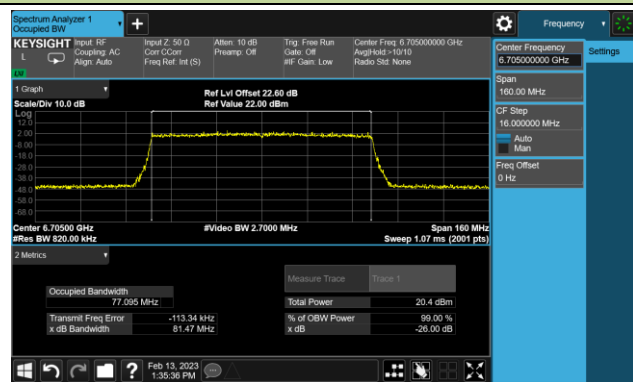 Spectrum Analyzer 1
Occupied BW
Frequency
KEYSIGHT
L
Input: RF
Coupling: AC
Align: Auto
Input Z: 50 Ω
Corr CCorr
Freq Ref: Int (S)
Atten: 10 dB
Preamp: Off
Trig: Free Run
Gate: Off
#IF Gain: Low
Center Freq: 6.705000000 GHz
Avg|Hold:>10/10
Radio Std: None
Center Frequency
6.705000000 GHz
Settings
Span
160.00 MHz
CF Step
16.000000 MHz
Auto
Man
Freq Offset
0 Hz
1 Graph
Scale/Div 10.0 dB
Ref Lvl Offset 22.60 dB
Ref Value 22.00 dBm
Log
12.0
2.00
-8.00
-18.0
-28.0
-38.0
-48.0
-58.0
-68.0
Center 6.70500 GHz
#Video BW 2.7000 MHz
Span 160 MHz
#Res BW 820.00 kHz
Sweep 1.07 ms (2001 pts)
2 Metrics
Measure Trace
Trace 1
Occupied Bandwidth
77.095 MHz
Total Power
20.4 dBm
Transmit Freq Error
-113.34 kHz
% of OBW Power
99.00 %
x dB Bandwidth
81.47 MHz
x dB
-26.00 dB
?
Feb 13, 2023
1:35:36 PM